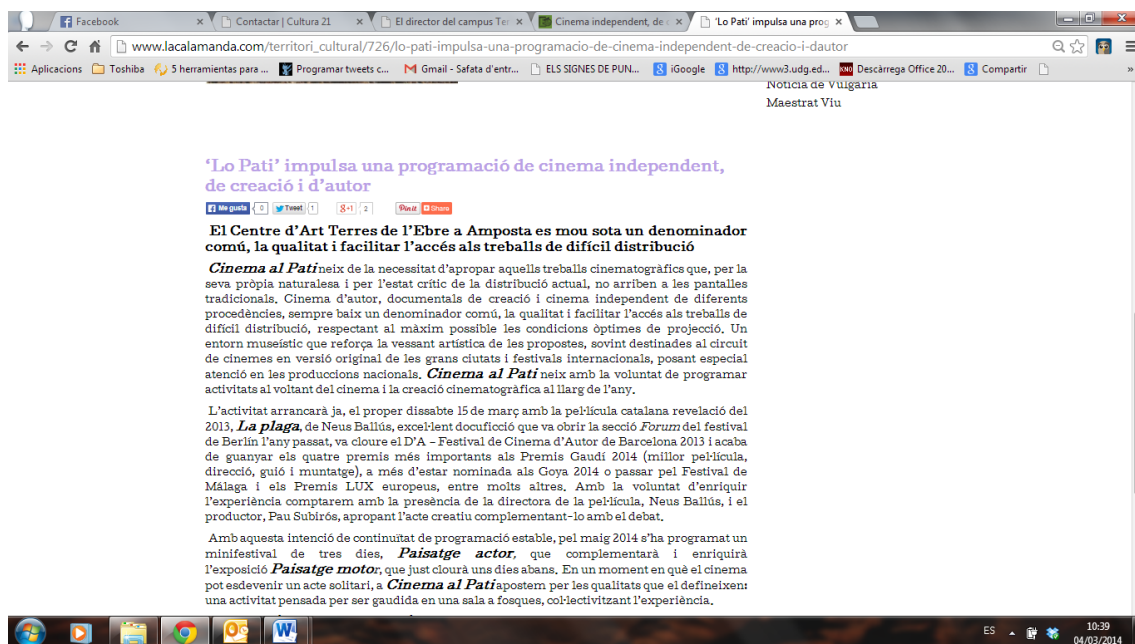 Facebook
Contactar | Cultura 21
El director del campus Ter
Cinema independent, de
'Lo Pati' impulsa una prog
www.lacalamanda.com/territori_cultural/726/lo-pati-impulsa-una-programacio-de-cinema-independent-de-creacio-i-dautor
Aplicacions Toshiba 5 herramientas para ... Programar tweets c... Gmail - Safata d'entr... ELS SIGNES DE PUN... iGoogle http://www3.udg.ed... Descàrrega Office 20... Compartir »
Notícia de Vulgària
Maestrat Viu
‘Lo Pati’ impulsa una programació de cinema independent,
de creació i d’autor
Me gusta 0 Tweet 1 g+1 2 Pin it Share
El Centre d’Art Terres de l’Ebre a Amposta es mou sota un denominador
comú, la qualitat i facilitar l’accés als treballs de difícil distribució
Cinema al Pati neix de la necessitat d’apropar aquells treballs cinematogràfics que, per la
seva pròpia naturalesa i per l’estat crític de la distribució actual, no arriben a les pantalles
tradicionals. Cinema d’autor, documentals de creació i cinema independent de diferents
procedències, sempre baix un denominador comú, la qualitat i facilitar l’accés als treballs de
difícil distribució, respectant al màxim possible les condicions òptimes de projecció. Un
entorn museístic que reforça la vessant artística de les propostes, sovint destinades al circuit
de cinemes en versió original de les grans ciutats i festivals internacionals, posant especial
atenció en les produccions nacionals. Cinema al Pati neix amb la voluntat de programar
activitats al voltant del cinema i la creació cinematogràfica al llarg de l’any.
L’activitat arrancarà ja, el proper dissabte 15 de març amb la pel·lícula catalana revelació del
2013, La plaga, de Neus Ballús, excel·lent docuficció que va obrir la secció Forum del festival
de Berlín l’any passat, va cloure el D’A – Festival de Cinema d’Autor de Barcelona 2013 i acaba
de guanyar els quatre premis més importants als Premis Gaudí 2014 (millor pel·lícula,
direcció, guió i muntatge), a més d’estar nominada als Goya 2014 o passar pel Festival de
Málaga i els Premis LUX europeus, entre molts altres. Amb la voluntat d’enriquir
l’experiència comptarem amb la presència de la directora de la pel·lícula, Neus Ballús, i el
productor, Pau Subirós, apropant l’acte creatiu complementant-lo amb el debat.
Amb aquesta intenció de continuïtat de programació estable, pel maig 2014 s’ha programat un
minifestival de tres dies, Paisatge actor, que complementarà i enriquirà
l’exposició Paisatge motor, que just clourà uns dies abans. En un moment en què el cinema
pot esdevenir un acte solitari, a Cinema al Pati apostem per les qualitats que el defineixen:
una activitat pensada per ser gaudida en una sala a fosques, col·lectivitzant l’experiència.
ES
10:39
04/03/2014